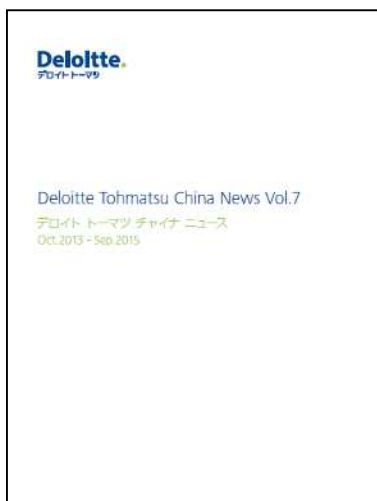 Deloitte.
デロイト トーマツ
Deloitte Tohmatsu China News Vol.7
デロイト トーマツ チャイナ ニュース
Oct.2013 - Sep.2015